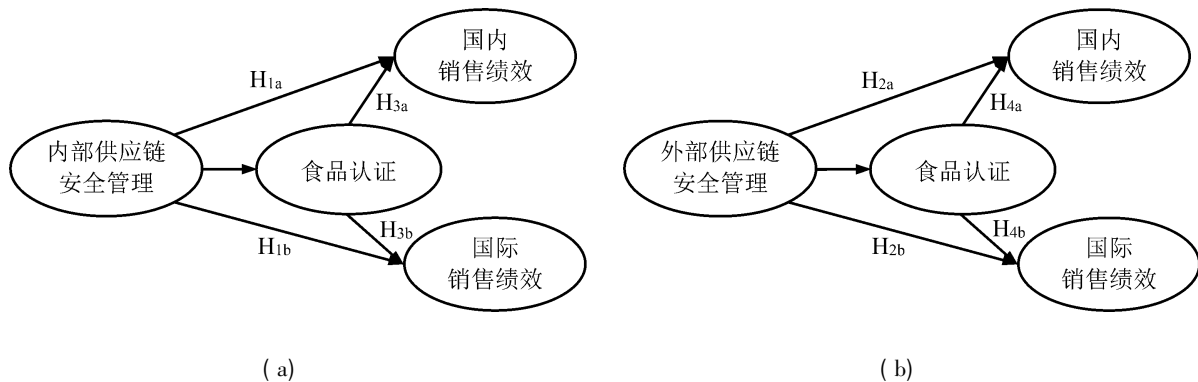 国内
销售绩效
H1a
H3a
内部供应链
安全管理
食品认证
H3b
H1b
国际
销售绩效
(a)
国内
销售绩效
H2a
H4a
外部供应链
安全管理
食品认证
H4b
H2b
国际
销售绩效
(b)